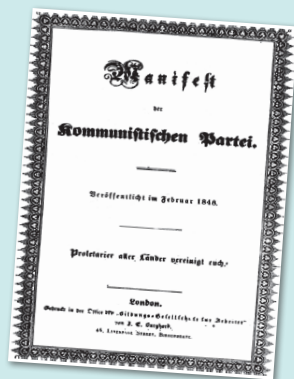 Manifest
der
Kommunistischen Partei.
Veröffentlicht im Februar 1848.
Proletarier aller Länder vereinigt euch.
London.
Gedruckt in der Office der „Bildungs-Gesellschaft für Arbeiter“
von J. E. Burghard.
46, Liverpool Street, Bishopsgate.